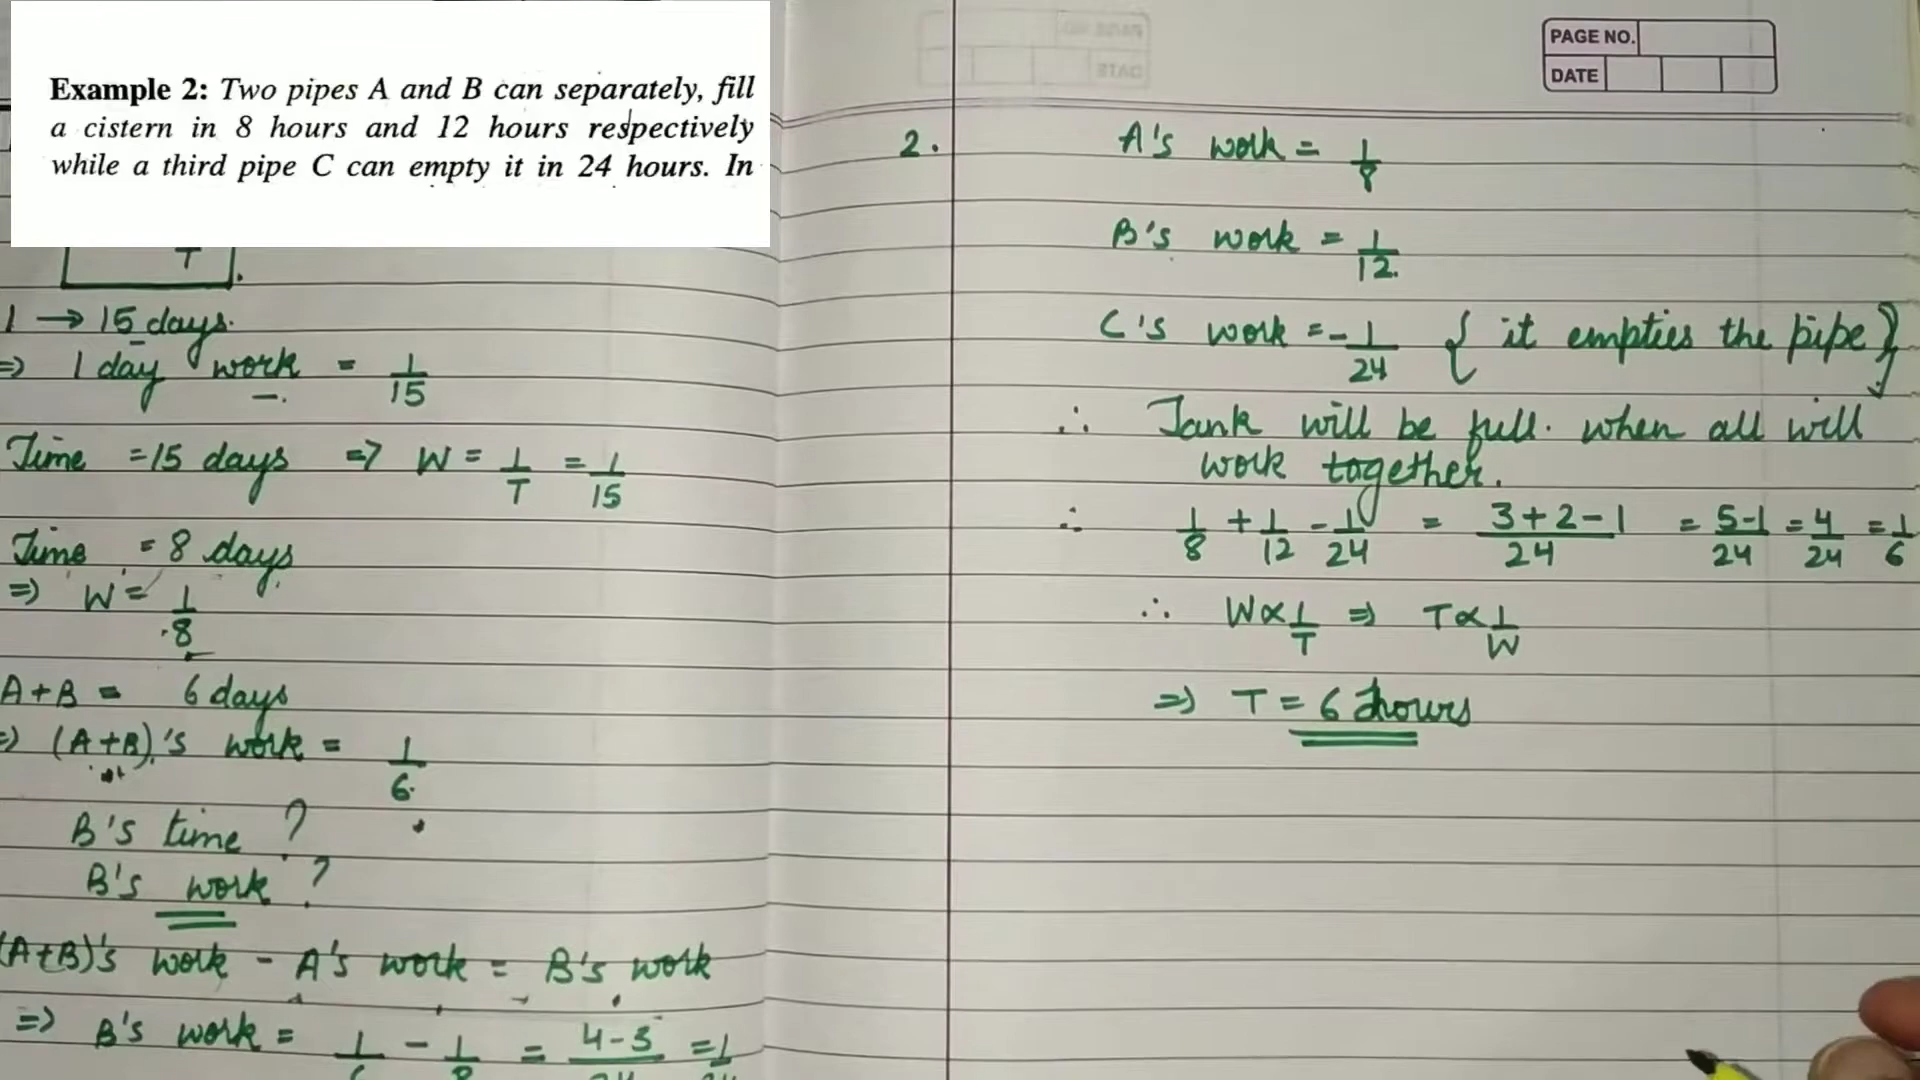 Example 2: Two pipes A and B can separately, fill
a cistern in 8 hours and 12 hours respectively
while a third pipe C can empty it in 24 hours. In
T
1 → 15 days.
⇒ 1 day work = 1/15
Time = 15 days ⇒ W = 1/T = 1/15
Time = 8 days
⇒ W = 1/8
A+B = 6 days
⇒ (A+B)'s work = 1/6
B's time ?
B's work ?
(A+B)'s work - A's work = B's work
⇒ B's work = 1/ - 1/8 = 4-3/24 = 1/24
PAGE NO.
DATE
2. A's work = 1/8
B's work = 1/12.
C's work = -1/24 { it empties the pipe }
∴ Tank will be full. when all will
work together.
∴ 1/8 + 1/12 - 1/24 = 3+2-1/24 = 5-1/24 = 4/24 = 1/6
∴ W ∝ 1/T ⇒ T ∝ 1/W
⇒ T = 6 hours